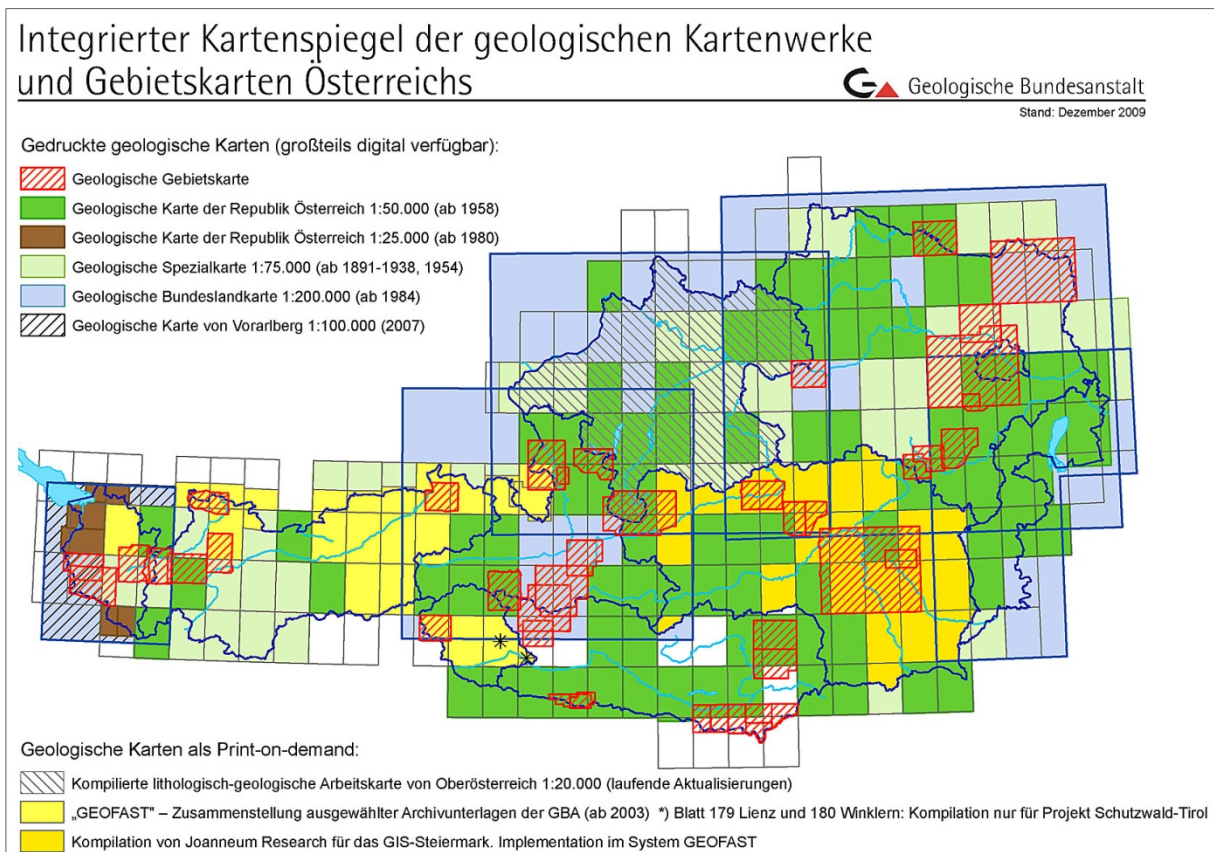 Integrierter Kartenspiegel der geologischen Kartenwerke
und Gebietskarten Österreichs
Geologische Bundesanstalt
Stand: Dezember 2009
Gedruckte geologische Karten (großteils digital verfügbar):
Geologische Gebietskarte
Geologische Karte der Republik Österreich 1:50.000 (ab 1958)
Geologische Karte der Republik Österreich 1:25.000 (ab 1980)
Geologische Spezialkarte 1:75.000 (ab 1891-1938, 1954)
Geologische Bundeslandkarte 1:200.000 (ab 1984)
Geologische Karte von Vorarlberg 1:100.000 (2007)
Geologische Karten als Print-on-demand:
Kompilierte lithologisch-geologische Arbeitskarte von Oberösterreich 1:20.000 (laufende Aktualisierungen)
„GEOFAST" – Zusammenstellung ausgewählter Archivunterlagen der GBA (ab 2003) *) Blatt 179 Lienz und 180 Winklern: Kompilation nur für Projekt Schutzwald-Tirol
Kompilation von Joanneum Research für das GIS-Steiermark. Implementation im System GEOFAST